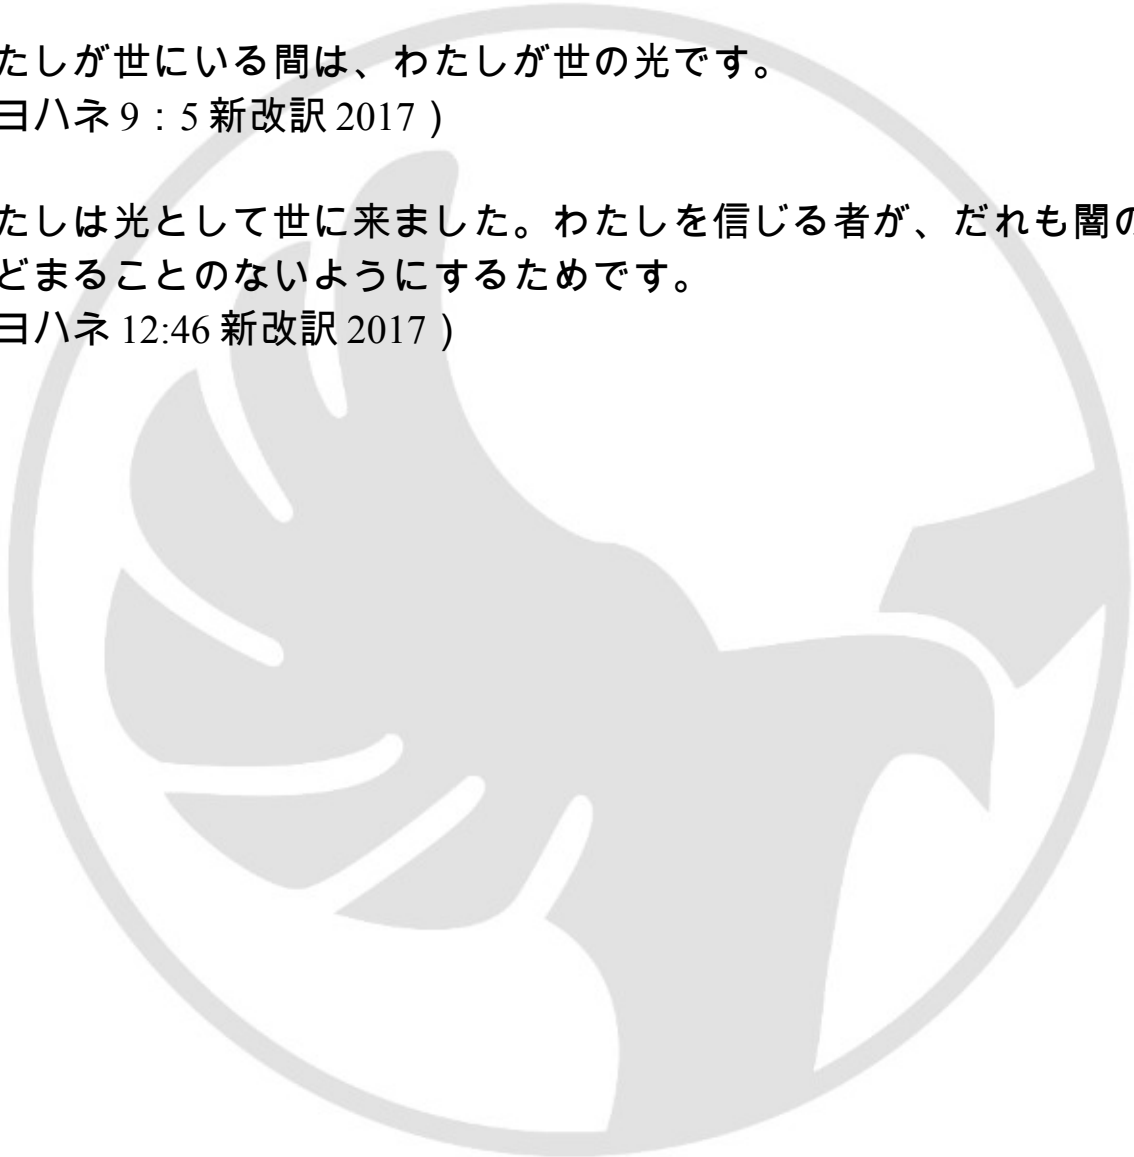 たしが世にいる間は、わたしが世の光です。
ヨハネ 9：5 新改訳 2017 )
たしは光として世に来ました。わたしを信じる者が、だれも闇の
どまることのないようにするためです。
ヨハネ 12:46 新改訳 2017 )